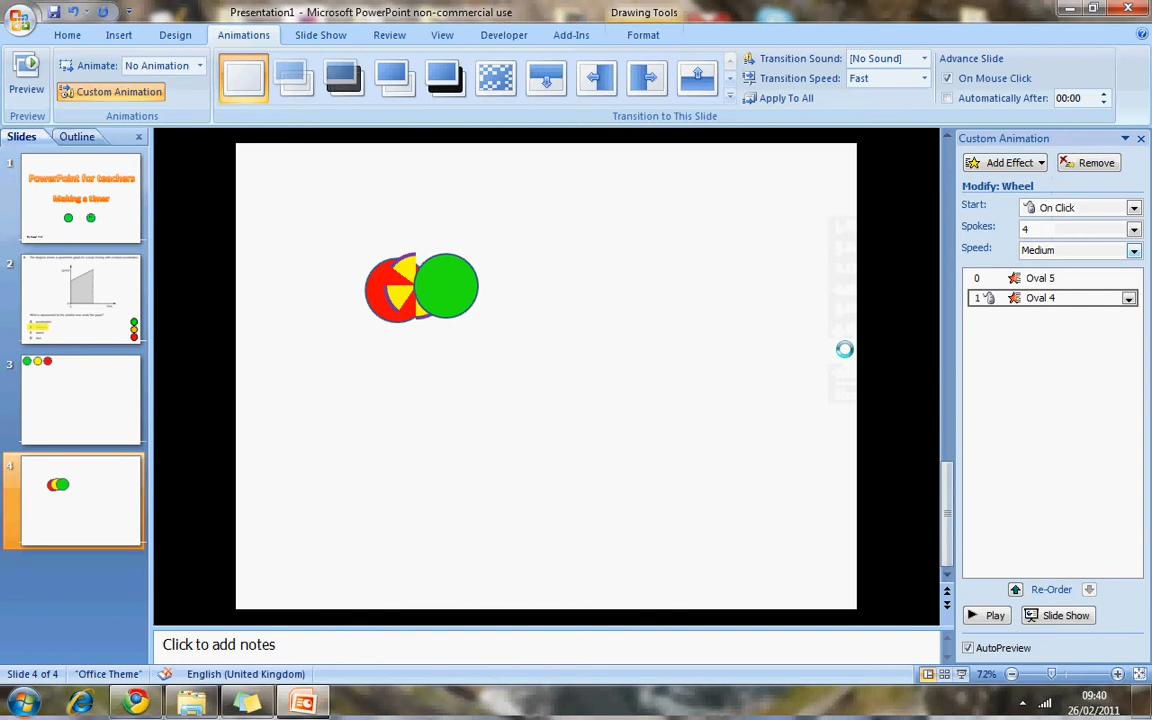 Presentation1 - Microsoft PowerPoint non-commercial use
Drawing Tools
Home Insert Design Animations Slide Show Review View Developer Add-Ins Format
Preview
Preview
Animate: No Animation
Custom Animation
Animations
Transition Sound: [No Sound]
Transition Speed: Fast
Apply To All
Transition to This Slide
Advance Slide
On Mouse Click
Automatically After: 00:00
Slides Outline
1
PowerPoint for teachers
Making a timer
2
3
4
Custom Animation
Add Effect Remove
Modify: Wheel
Start: On Click
Spokes: 4
Speed: Medium
0 Oval 5
1 Oval 4
Re-Order
Play Slide Show
AutoPreview
Click to add notes
Slide 4 of 4 "Office Theme" English (United Kingdom) 72%
09:40
26/02/2011